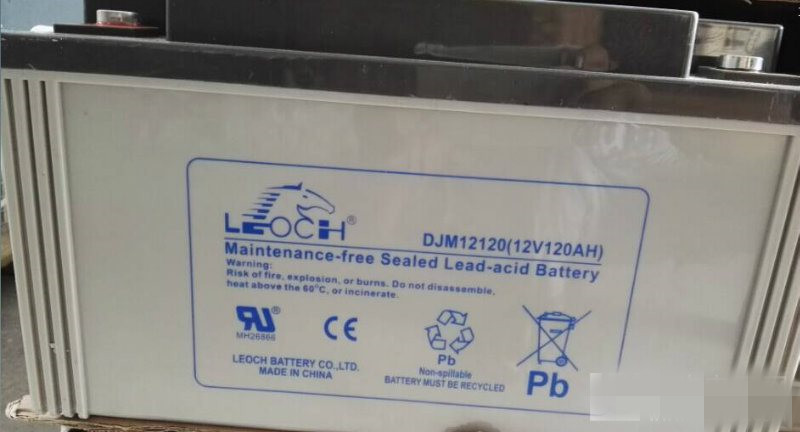 LEOCH®
DJM12120(12V120AH)
Maintenance-free Sealed Lead-acid Battery
Warning:
Risk of fire, explosion, or burns. Do not disassemble,
heat above the 60°C, or incinerate.
MH26866
CE
Pb
Non-spillable
BATTERY MUST BE RECYCLED
Pb
LEOCH BATTERY CO.,LTD.
MADE IN CHINA